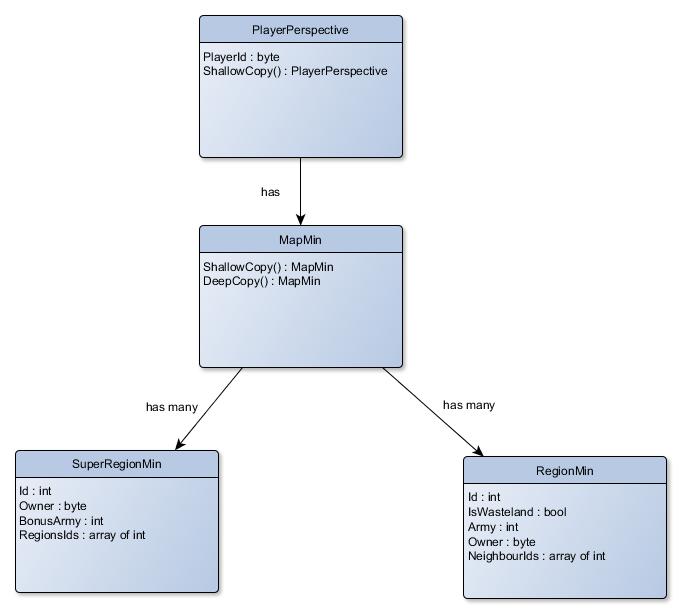 PlayerPerspective
PlayerId : byte
ShallowCopy() : PlayerPerspective
has
MapMin
ShallowCopy() : MapMin
DeepCopy() : MapMin
has many
has many
SuperRegionMin
Id : int
Owner : byte
BonusArmy : int
RegionsIds : array of int
RegionMin
Id : int
IsWasteland : bool
Army : int
Owner : byte
NeighbourIds : array of int